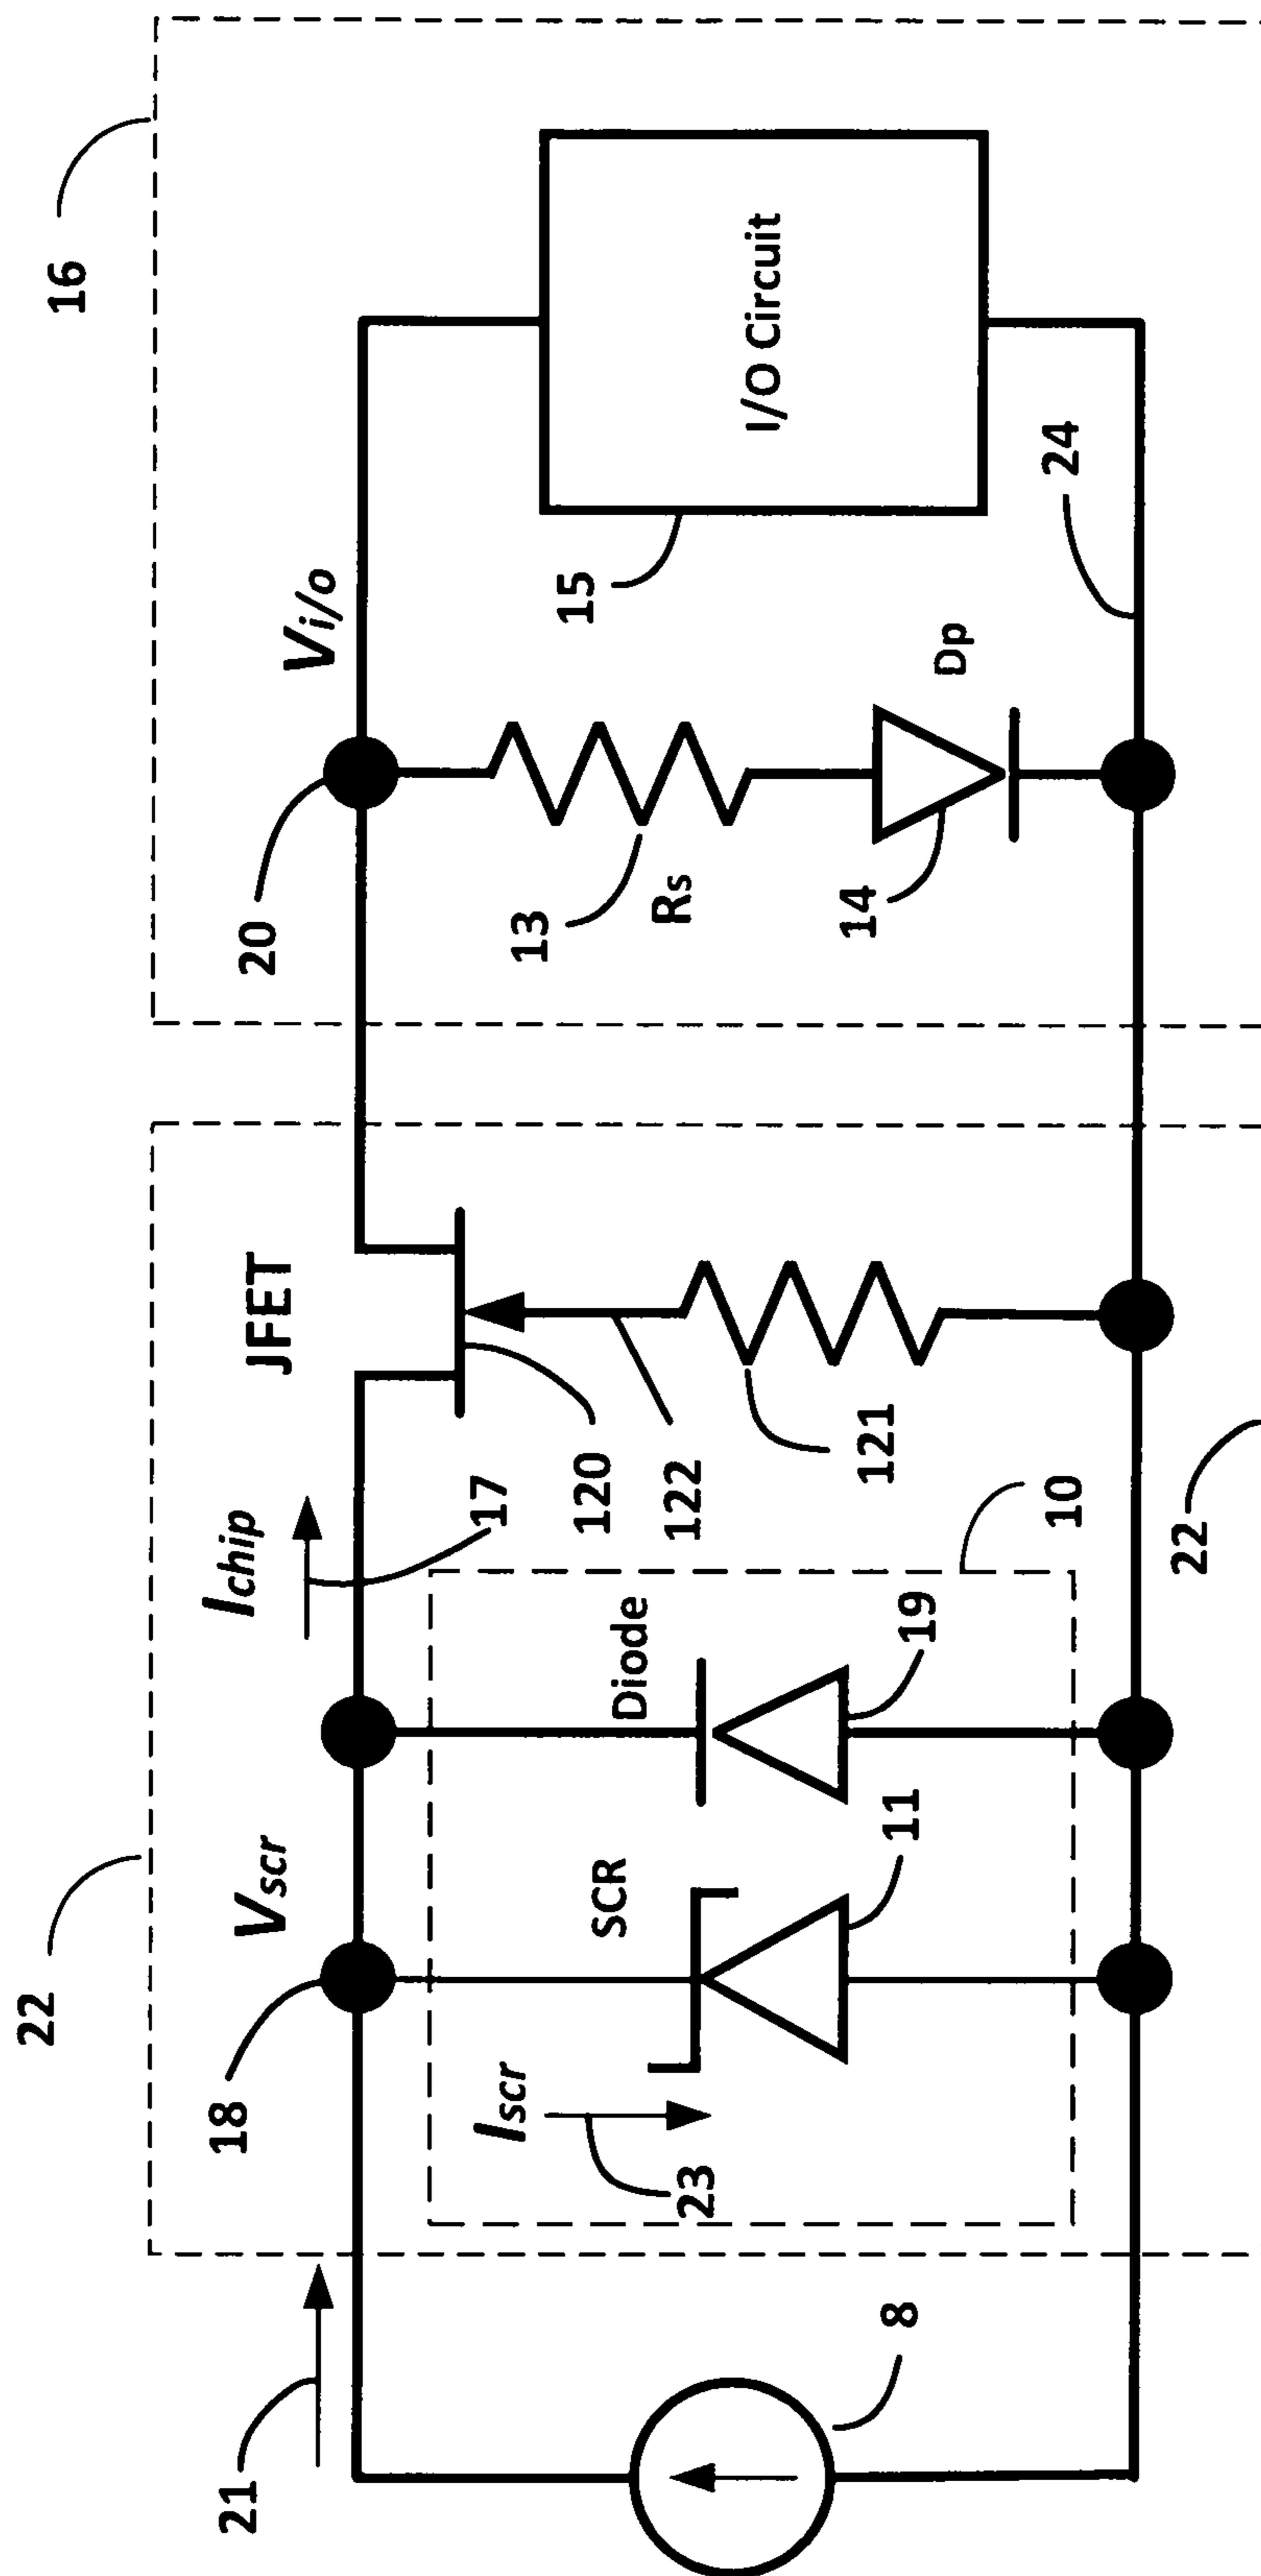 16
22
21
18
Vscr
Ichip
17
JFET
20
Vi/o
120
122
121
Iscr
23
SCR
11
Diode
19
10
13
Rs
14
Dp
15
I/O Circuit
24
8
22